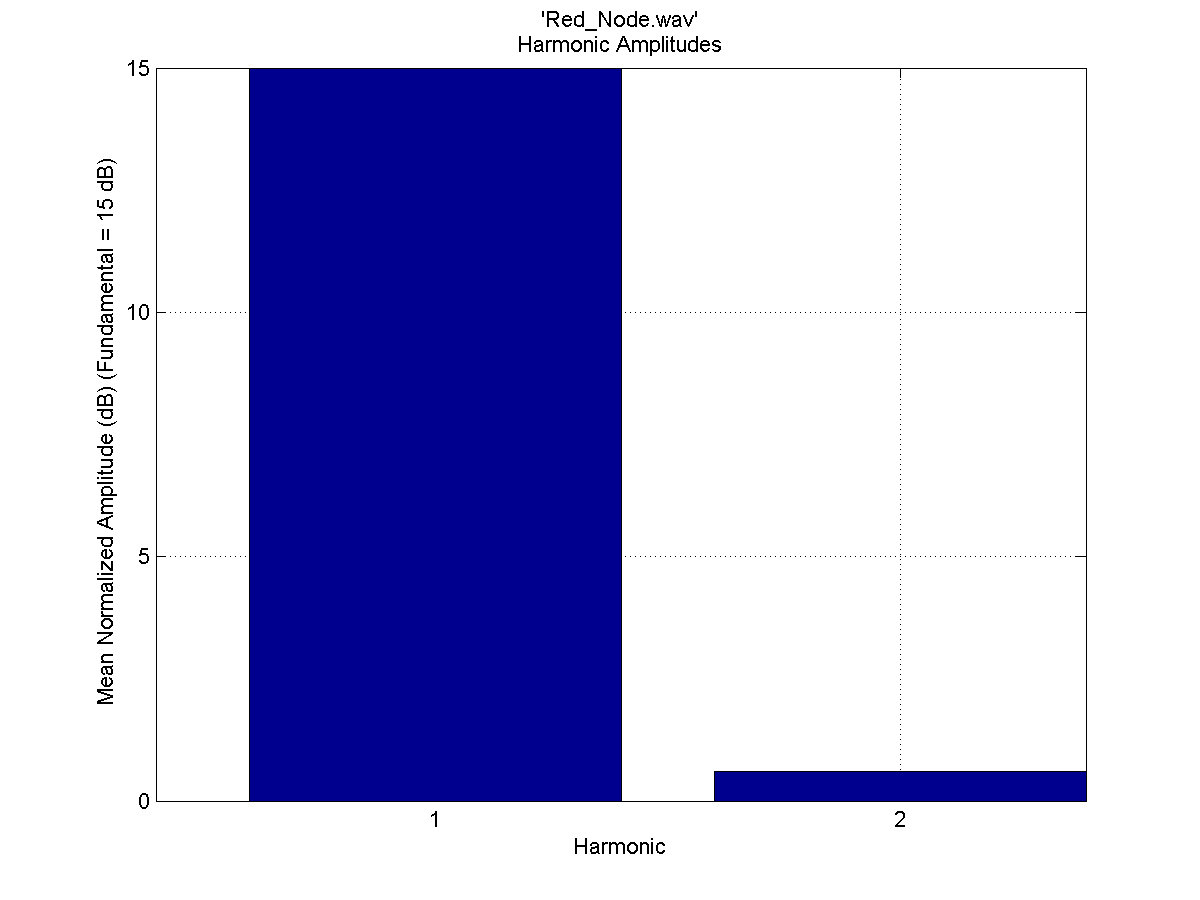 'Red_Node.wav'
Harmonic Amplitudes
15
10
5
0
Mean Normalized Amplitude (dB) (Fundamental = 15 dB)
1
2
Harmonic